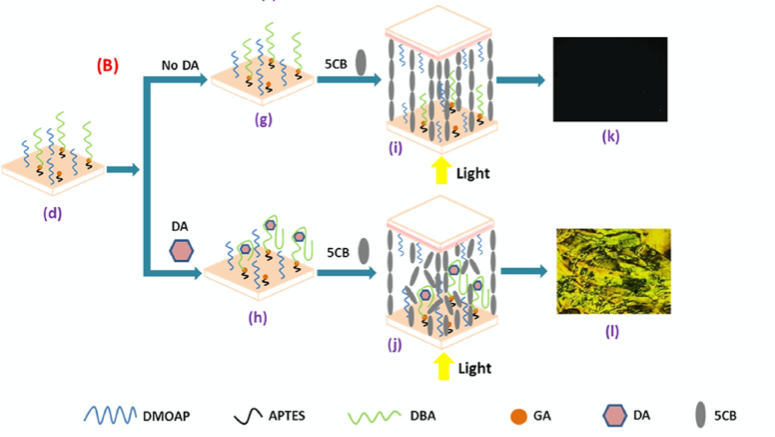 (B)
No DA
5CB
(g)
(i)
(k)
Light
(d)
DA
5CB
(h)
(j)
(l)
Light
DMOAP
APTES
DBA
GA
DA
5CB